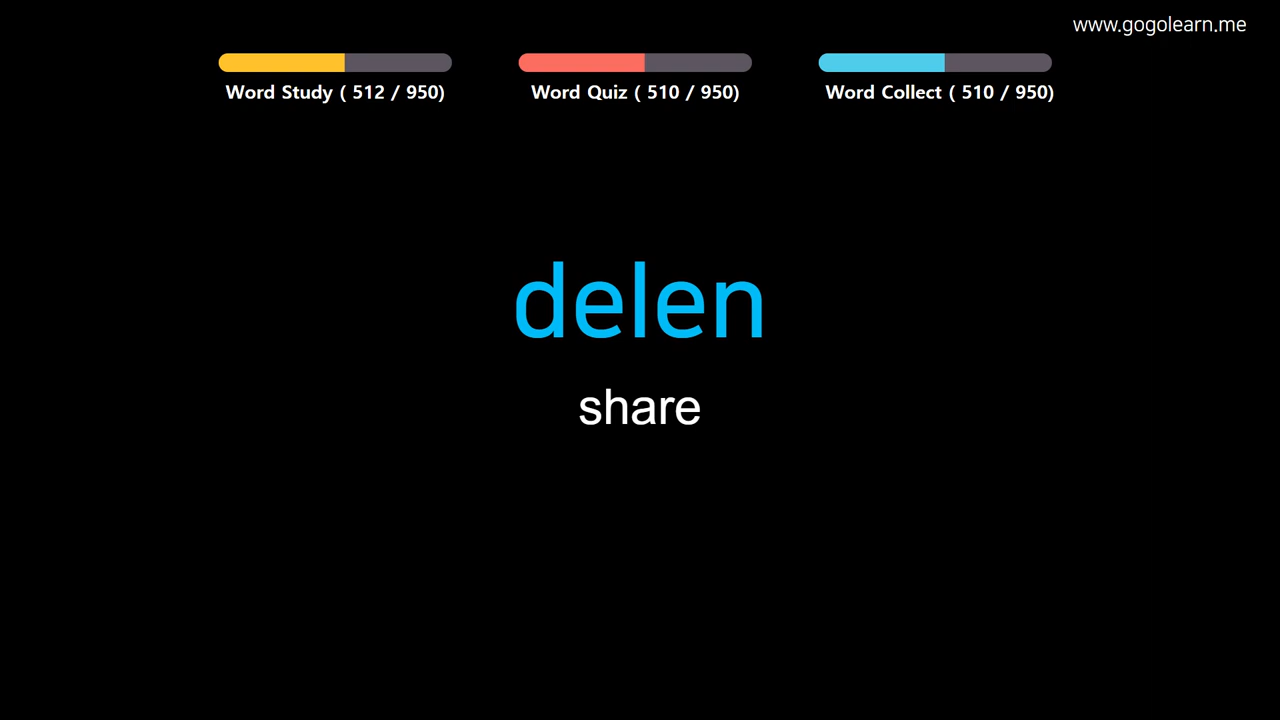 www.gogolearn.me
Word Study ( 512 / 950)
Word Quiz ( 510 / 950)
Word Collect ( 510 / 950)
delen
share